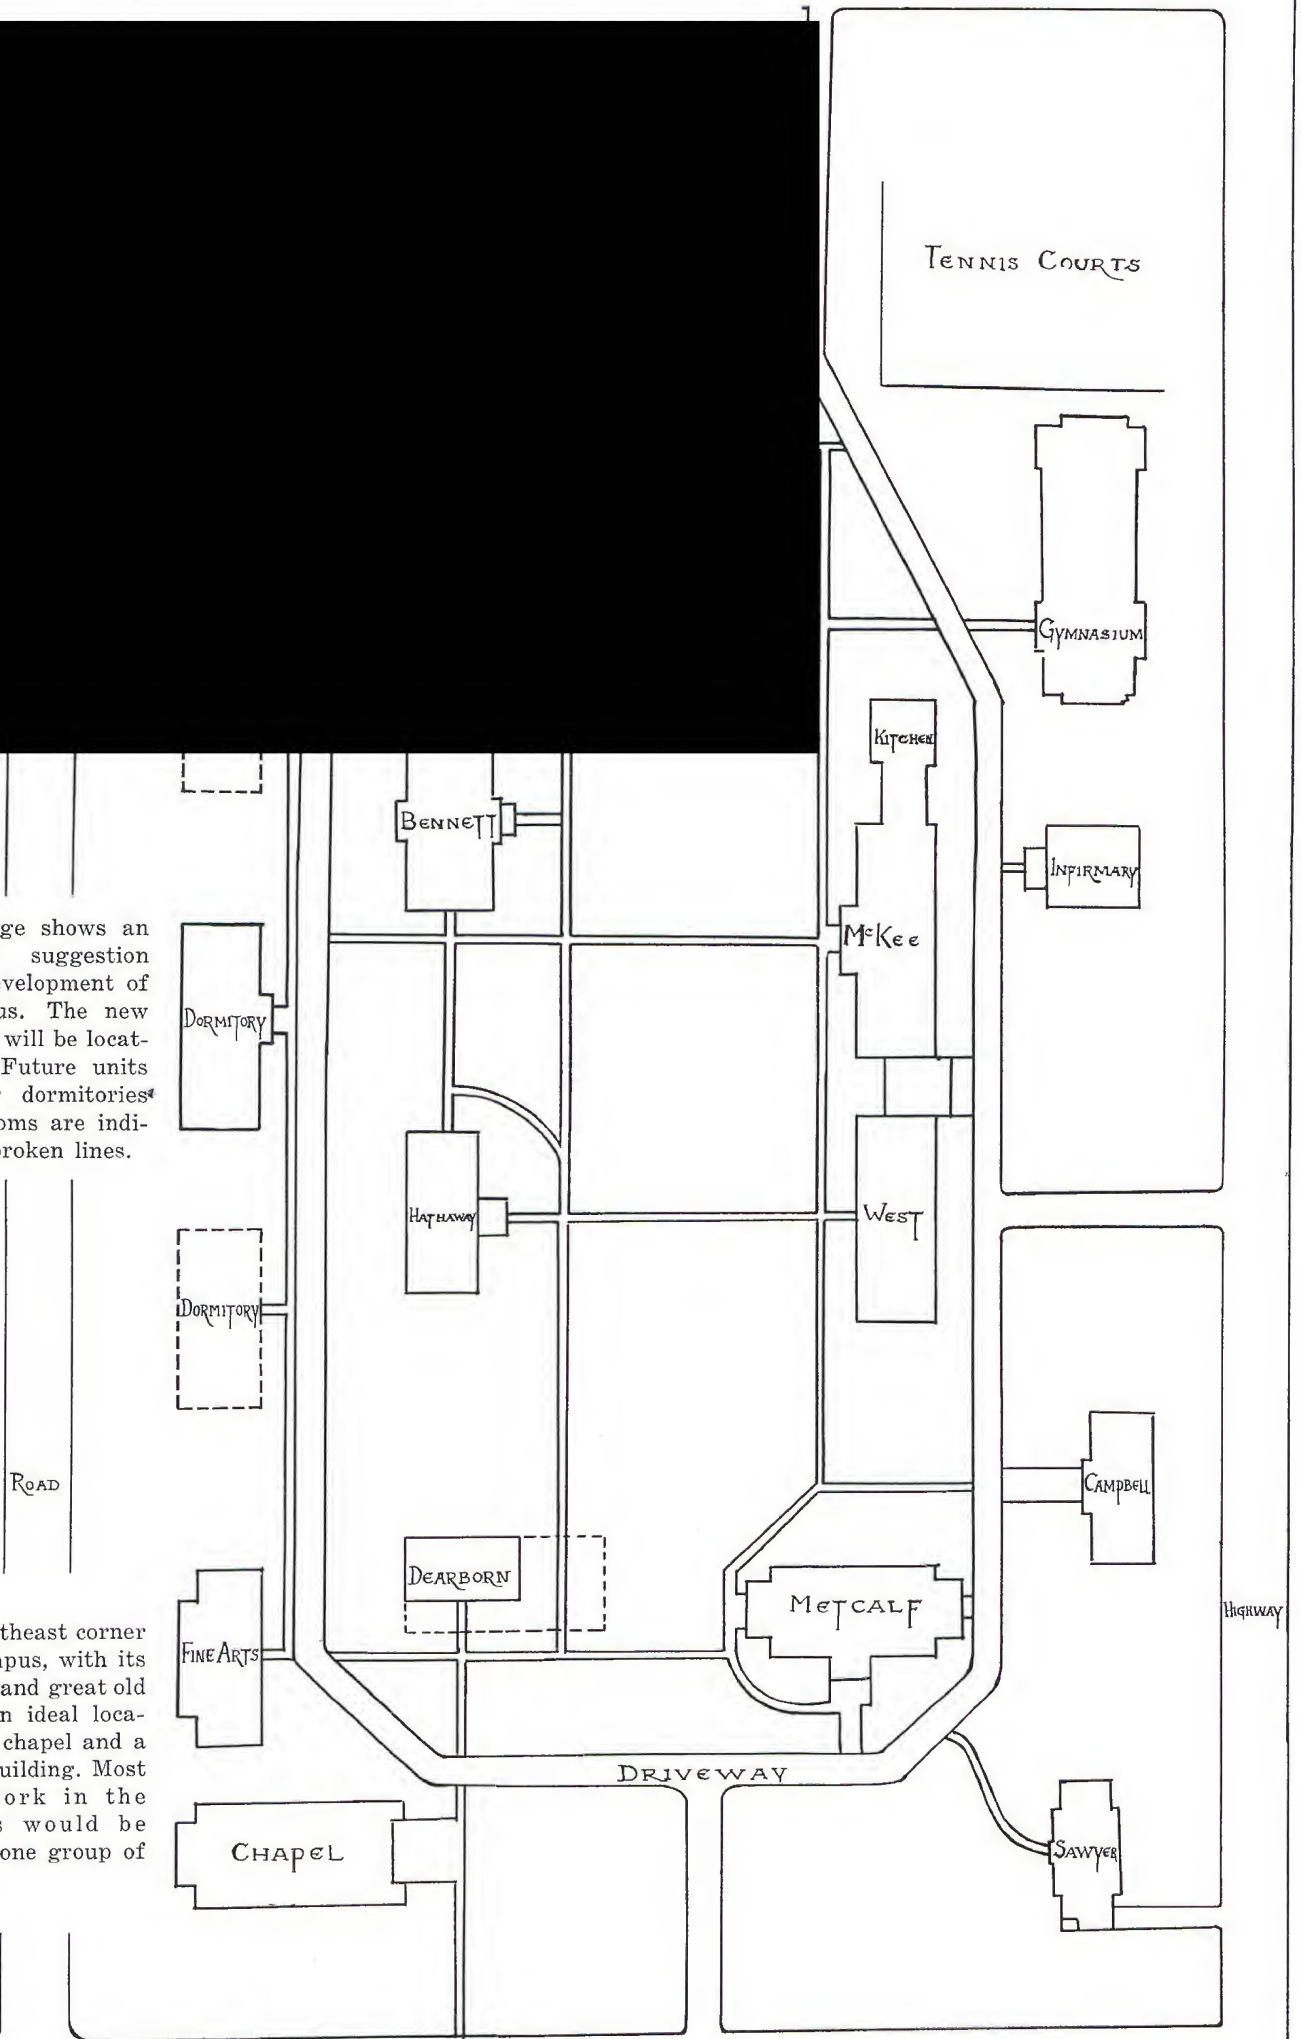 TENNIS COURTS
GYMNASIUM
KITCHEN
BENNETT
INFIRMARY
McKEE
ge shows an
suggestion
velopment of
us. The new
will be locat-
Future units
dormitories
oms are indi-
roken lines.
DORMITORY
HATHAWAY
WEST
DORMITORY
ROAD
CAMPBELL
DEARBORN
METCALF
HIGHWAY
theast corner
pus, with its
and great old
n ideal loca-
chapel and a
uilding. Most
ork in the
s would be
one group of
FINE ARTS
DRIVEWAY
CHAPEL
SAWYER